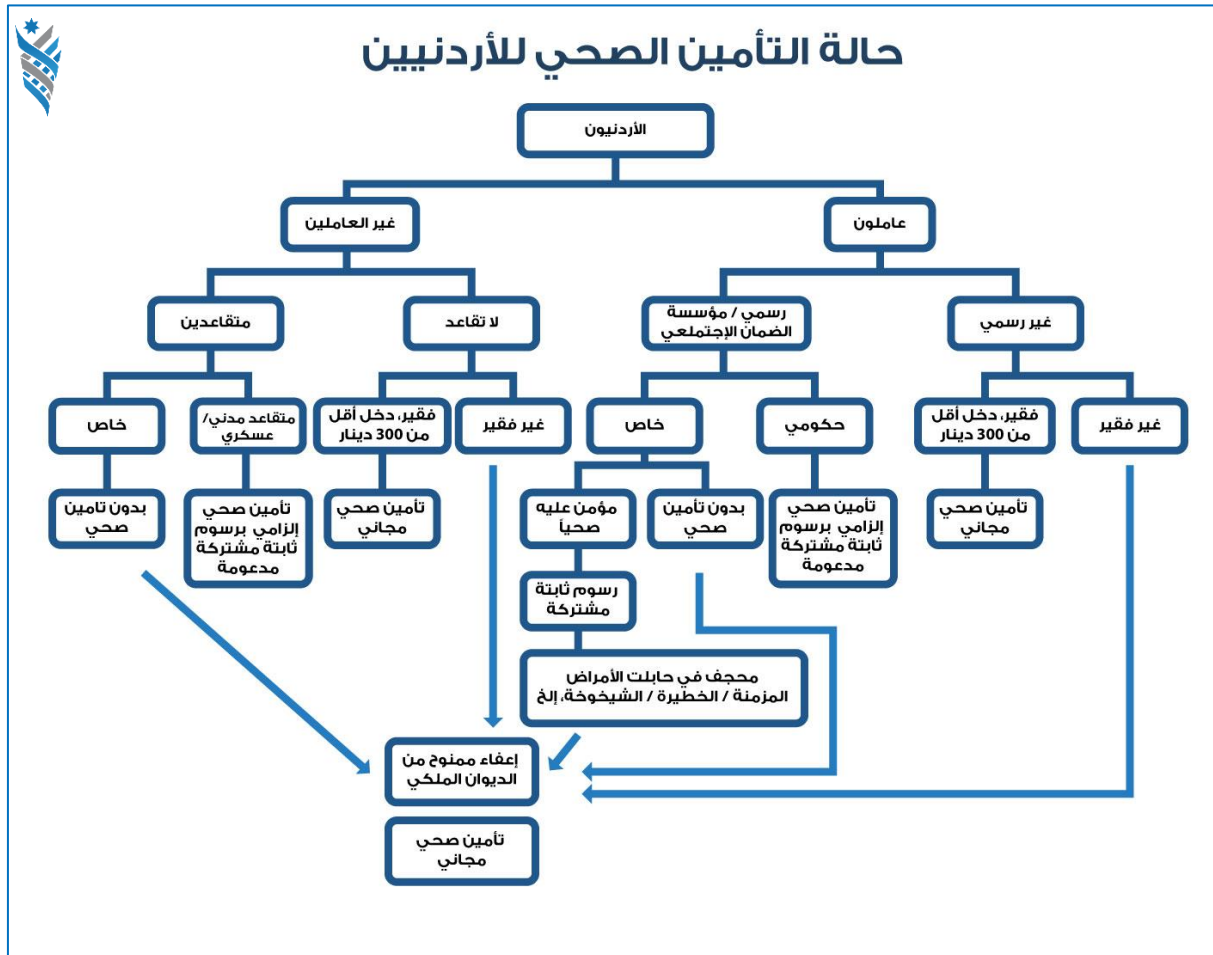 حالة التأمين الصحي للأردنيين
الأردنيون
عاملون
غير العاملين
غير رسمي
رسمي / مؤسسة
الضمان الإجتملعي
لا تقاعد
متقاعدين
غير فقير
فقير، دخل أقل
من 300 دينار
حكومي
خاص
غير فقير
فقير، دخل أقل
من 300 دينار
متقاعد مدني/
عسكري
خاص
تأمين صحي
مجاني
تأمين صحي
إلزامي برسوم
ثابتة مشتركة
مدعومة
بدون تأمين
صحي
مؤمن عليه
صحياً
تأمين صحي
مجاني
تأمين صحي
إلزامي برسوم
ثابتة مشتركة
مدعومة
بدون تامين
صحي
رسوم ثابتة
مشتركة
محجف في حابلت الأمراض
المزمنة / الخطيرة / الشيخوخة، إلخ
إعفاء ممنوح من
الديوان الملكي
تأمين صحي
مجاني